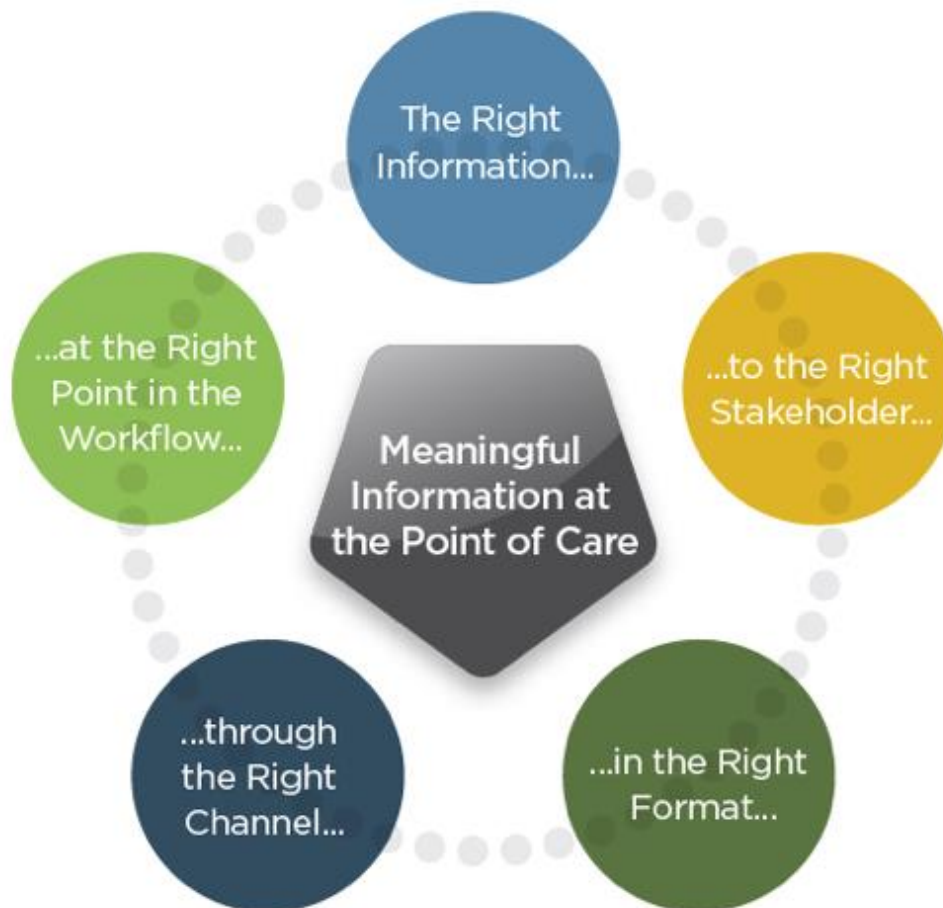 The Right
Information...
...to the Right
Stakeholder...
...in the Right
Format...
...through
the Right
Channel...
...at the Right
Point in the
Workflow...
Meaningful
Information at
the Point of Care